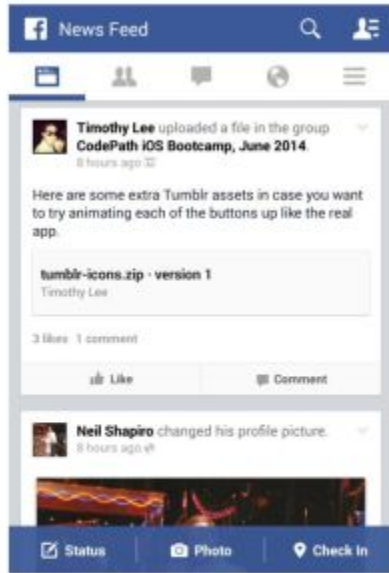 f News Feed
Timothy Lee uploaded a file in the group
CodePath iOS Bootcamp, June 2014.
8 hours ago
Here are some extra Tumblr assets in case you want
to try animating each of the buttons up like the real
app.
tumblr-icons.zip · version 1
Timothy Lee
3 likes 1 comment
Like Comment
Neil Shapiro changed his profile picture.
8 hours ago
Status Photo Check In